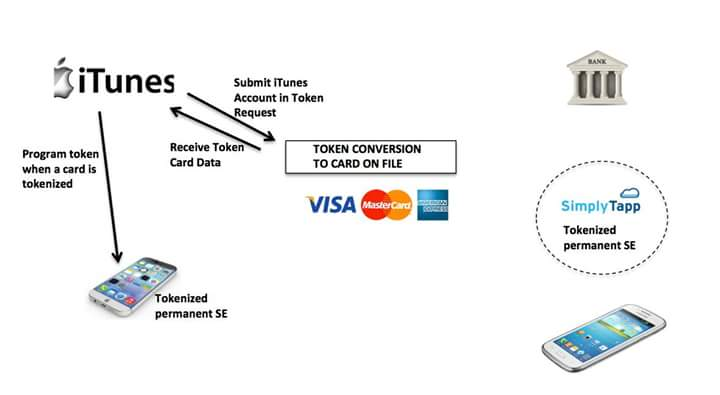 iTunes
Submit iTunes
Account in Token
Request
BANK
Program token
when a card is
tokenized
Receive Token
Card Data
TOKEN CONVERSION
TO CARD ON FILE
VISA
MasterCard
AMERICAN
EXPRESS
SimplyTapp
Tokenized
permanent SE
Tokenized
permanent SE